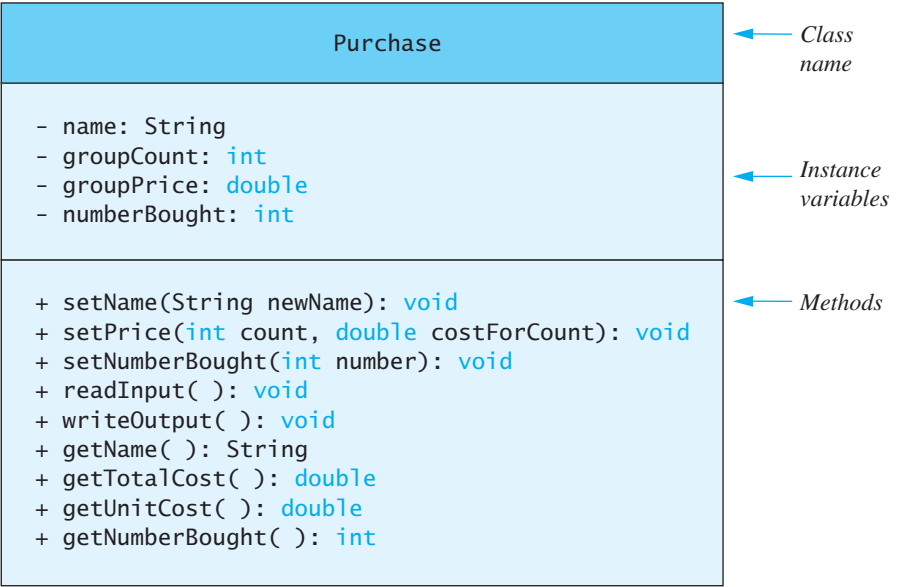 Purchase
Class
name
- name: String
- groupCount: int
- groupPrice: double
- numberBought: int
Instance
variables
+ setName(String newName): void
+ setPrice(int count, double costForCount): void
+ setNumberBought(int number): void
+ readInput( ): void
+ writeOutput( ): void
+ getName( ): String
+ getTotalCost( ): double
+ getUnitCost( ): double
+ getNumberBought( ): int
Methods